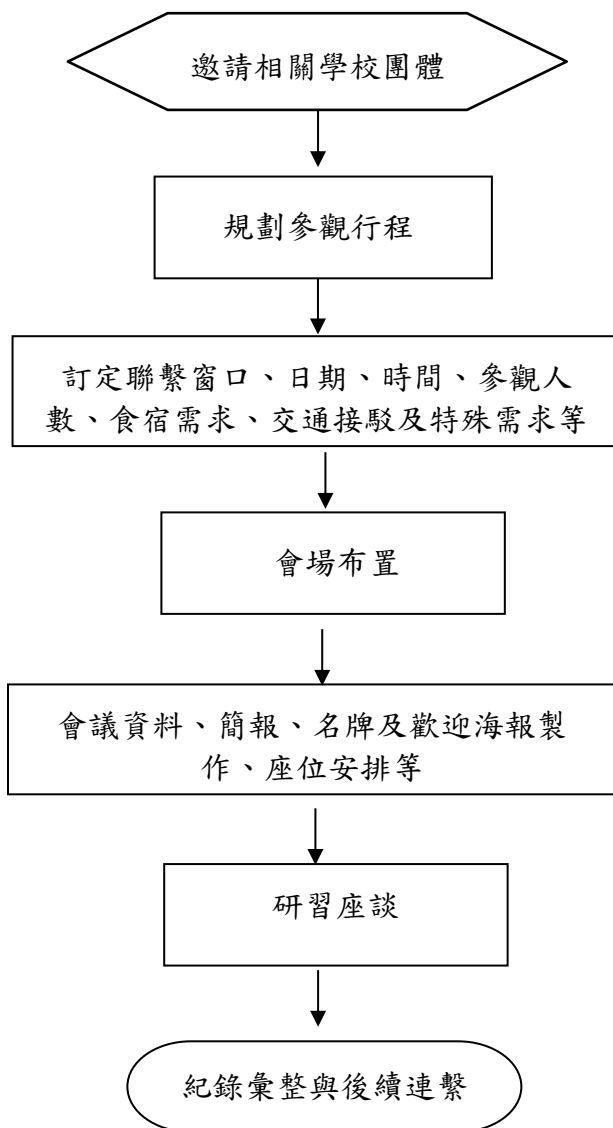 邀請相關學校團體
規劃參觀行程
訂定聯繫窗口、日期、時間、參觀人
數、食宿需求、交通接駁及特殊需求等
會場布置
會議資料、簡報、名牌及歡迎海報製
作、座位安排等
研習座談
紀錄彙整與後續連繫